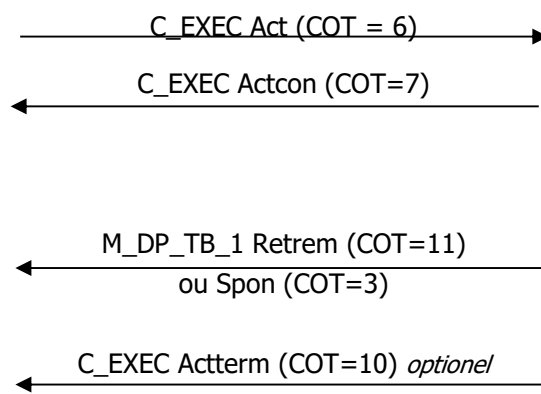 C_EXEC Act (COT = 6)
C_EXEC Actcon (COT=7)
M_DP_TB_1 Retrem (COT=11)
ou Spon (COT=3)
C_EXEC Actterm (COT=10) optionel